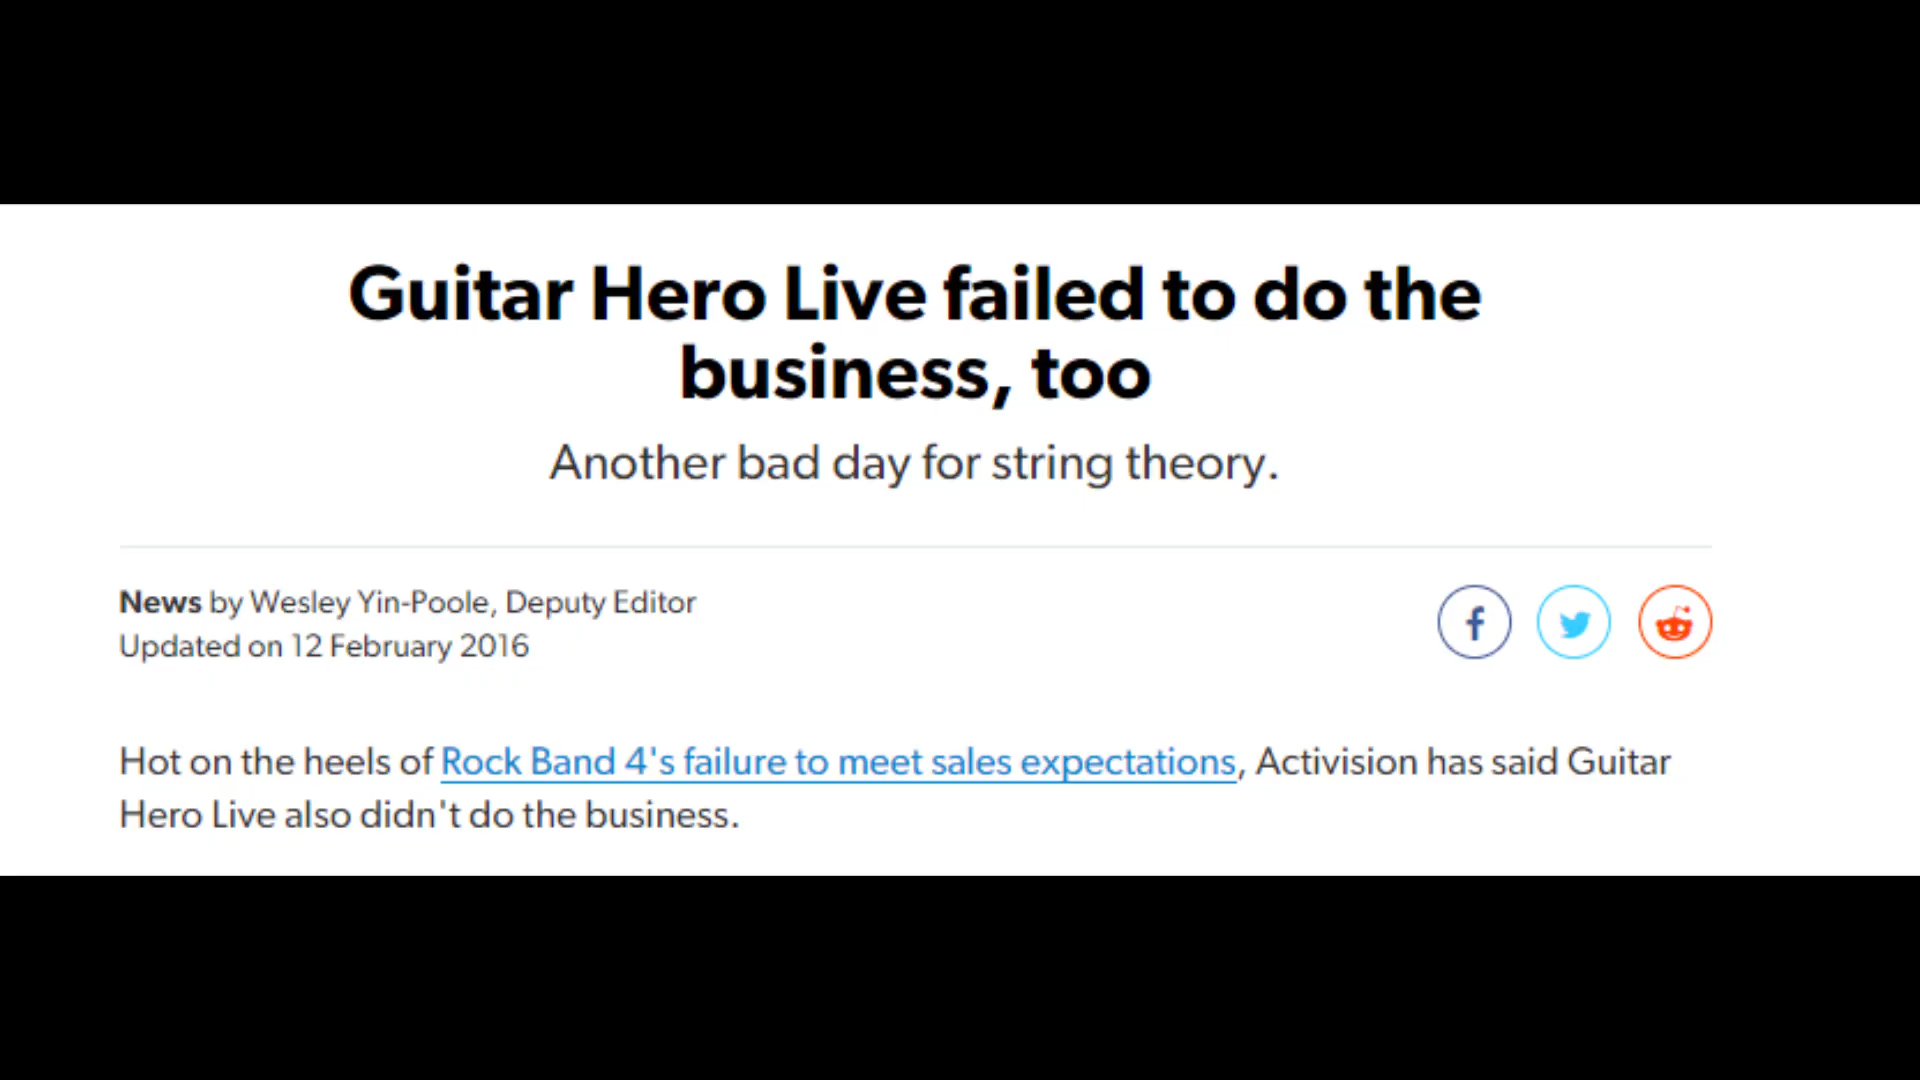 Guitar Hero Live failed to do the
business, too
Another bad day for string theory.
News by Wesley Yin-Poole, Deputy Editor
Updated on 12 February 2016
Hot on the heels of Rock Band 4's failure to meet sales expectations, Activision has said Guitar
Hero Live also didn't do the business.